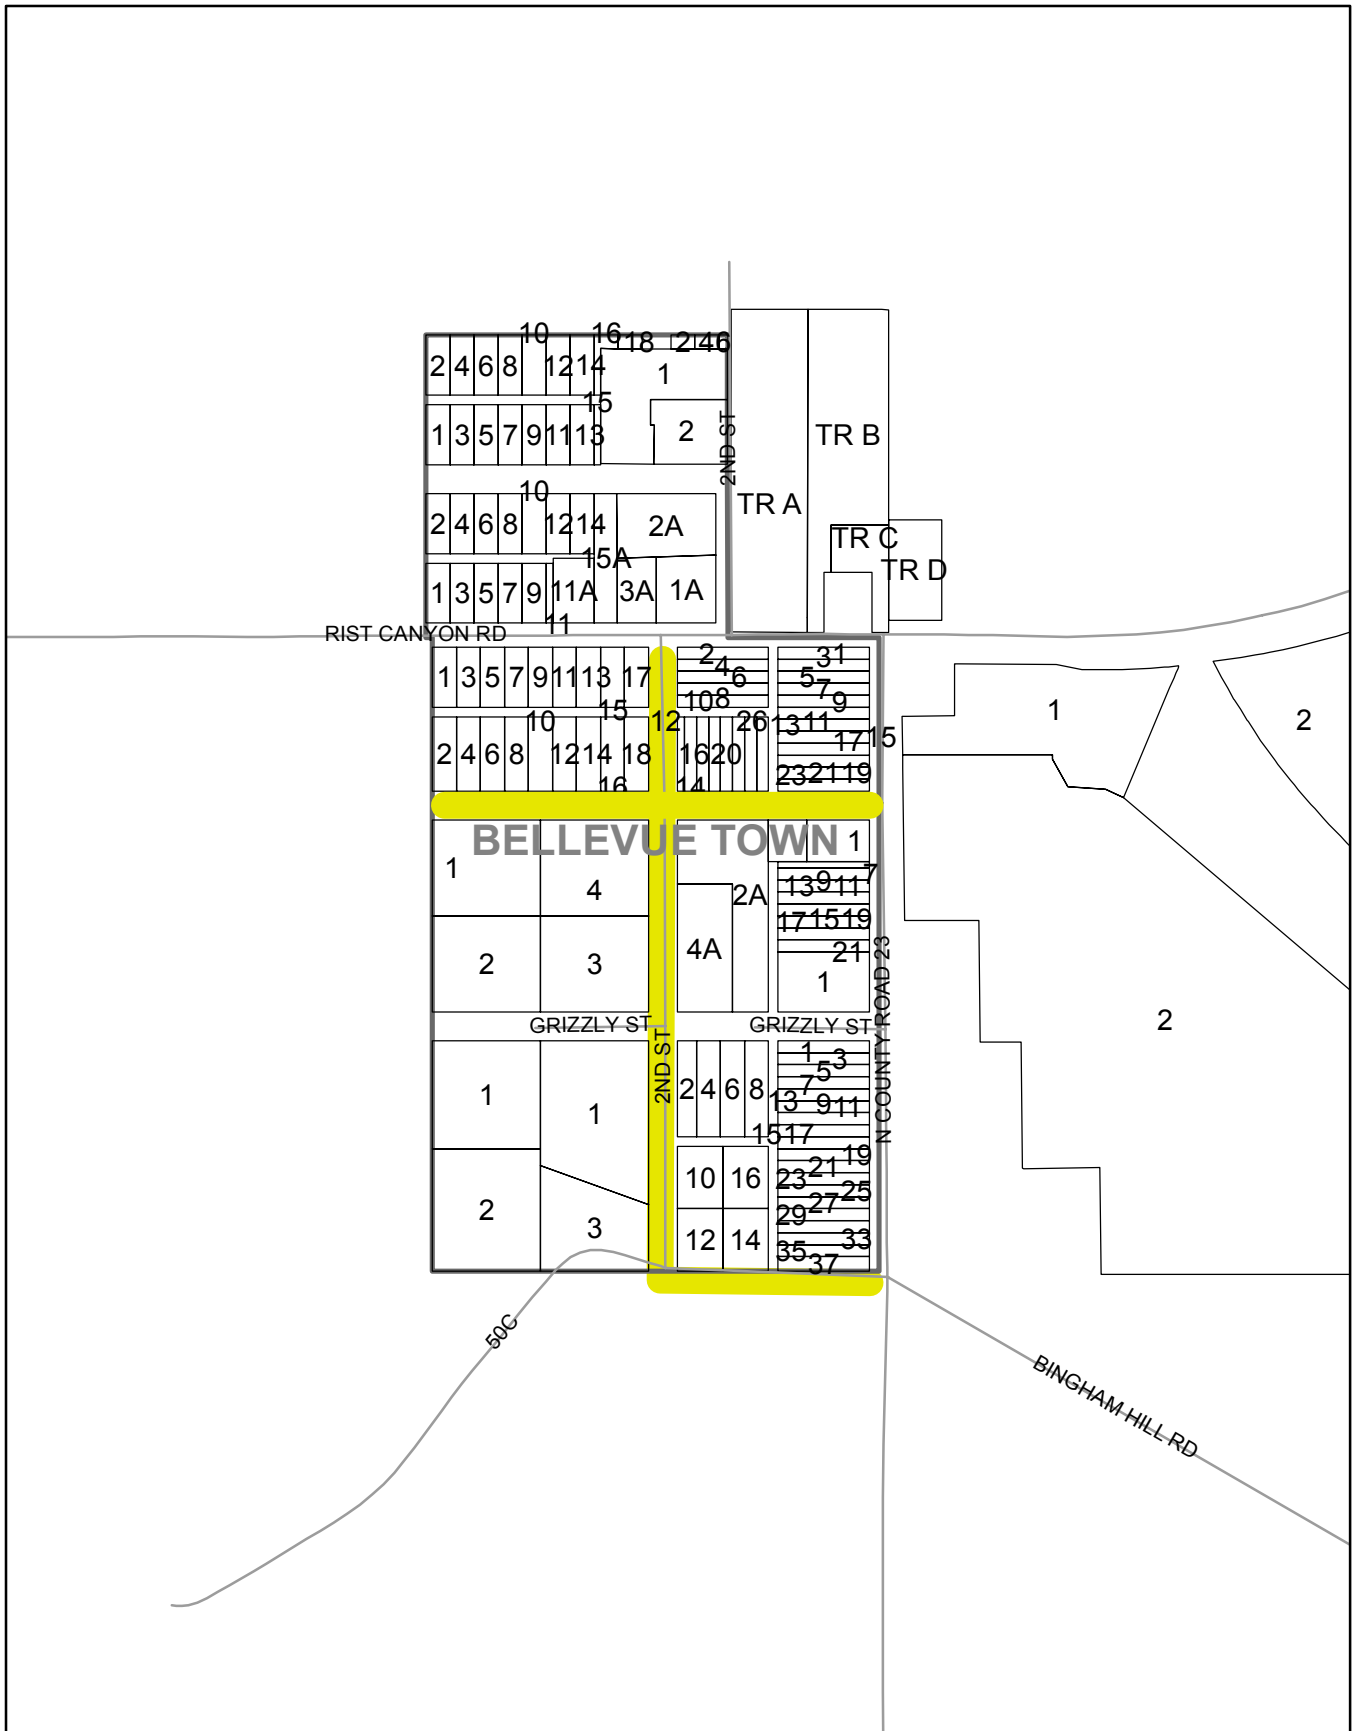 10 16 18 2 4 6
2 4 6 8 12 14 1
15
1 3 5 7 9 11 13 2 TR B
2ND ST
10 TR A
2 4 6 8 12 14 2A TR C
15A TR D
1 3 5 7 9 11A 3A 1A
11
RIST CANYON RD
1 3 5 7 9 11 13 17 2 4 6 3 1 5 7
15 10 8 9 1
10 12 26 13 11 2
2 4 6 8 12 14 18 16 20 17 15
16 14 23 21 19
BELLEVUE TOWN 1
1 4 2A 13 9 11 7
17 15 19
2 3 4A 21
1
N COUNTY ROAD 23
GRIZZLY ST GRIZZLY ST 2
2ND ST
1 1 2 4 6 8 1 3 5 7
13 9 11
15 17
10 16 19 21 23 25
2 3 12 14 27 29 33 35 37
50C
BINGHAM HILL RD